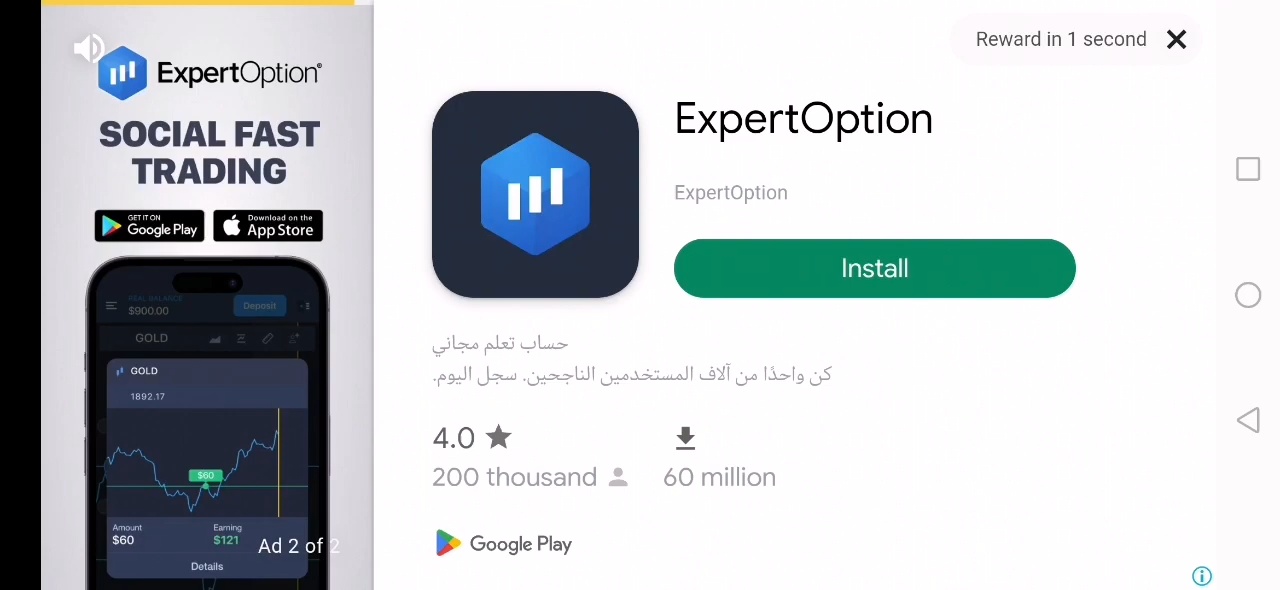 ExpertOption®
SOCIAL FAST
TRADING
GET IT ON
Google Play
Download on the
App Store
REAL BALANCE
$900.00
Deposit
GOLD
GOLD
1892.17
$60
Amount
Earning
$60
$121
Details
Ad 2 of 2
Reward in 1 second
ExpertOption
ExpertOption
Install
حساب تعلم مجاني
كن واحدًا من آلاف المستخدمين الناجحين. سجل اليوم.
4.0
200 thousand
60 million
Google Play